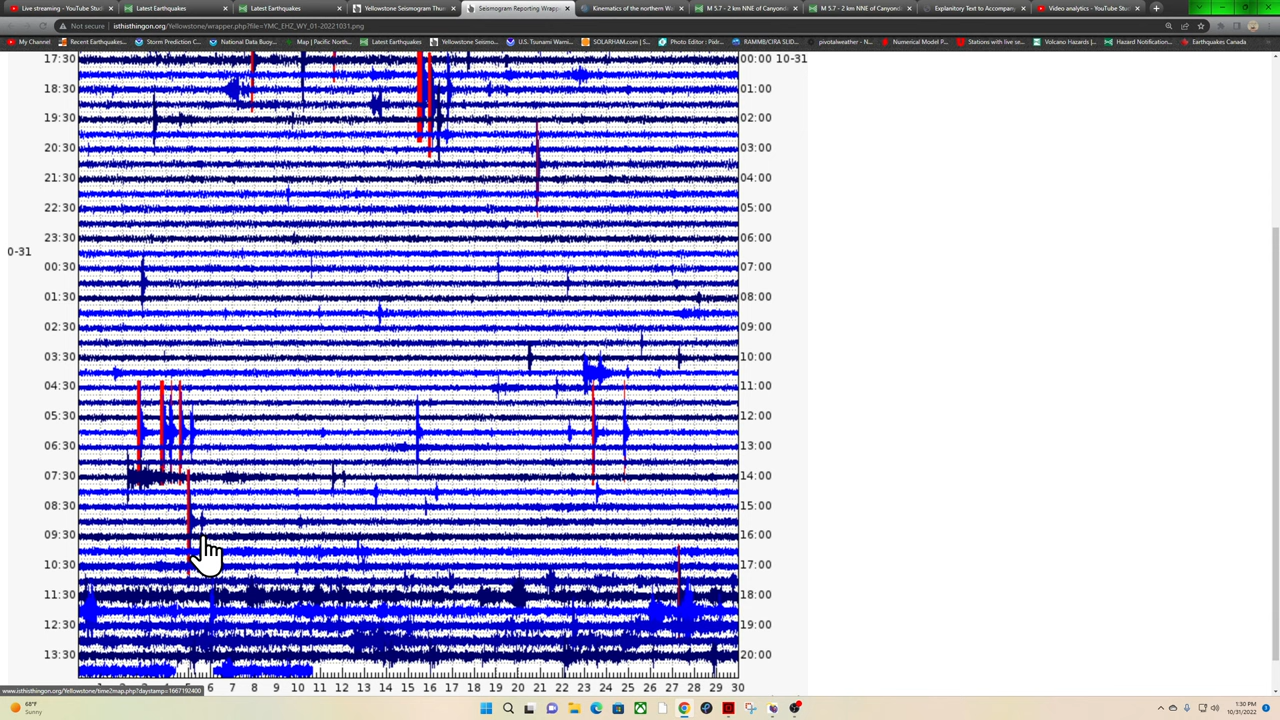 Live streaming - YouTube Stu
Latest Earthquakes
Latest Earthquakes
Yellowstone Seismogram Thum
Seismogram Reporting Wrapp
Kinematics of the northern Wa
M 5.7 - 2 km NNE of Canyond
M 5.7 - 2 km NNE of Canyond
Explanatory Text to Accompan
Video analytics - YouTube Stu
Not secure
isthisthingon.org/Yellowstone/wrapper.php?file=YMC_EHZ_WY_01-20221031.png
My Channel
Recent Earthquakes...
Storm Prediction C...
National Data Buoy...
Map | Pacific North...
Latest Earthquakes
Yellowstone Seismo...
U.S. Tsunami Warni...
SOLARHAM.com | S...
Photo Editor : Pixlr...
RAMMB/CIRA SLID...
pivotalweather - N...
Numerical Model P...
Stations with live se...
Volcano Hazards |...
Hazard Notification...
Earthquakes Canada
17:30 00:00 10-31
18:30 01:00
19:30 02:00
20:30 03:00
21:30 04:00
22:30 05:00
23:30 06:00
0-31
00:30 07:00
01:30 08:00
02:30 09:00
03:30 10:00
04:30 11:00
05:30 12:00
06:30 13:00
07:30 14:00
08:30 15:00
09:30 16:00
10:30 17:00
11:30 18:00
12:30 19:00
13:30 20:00
6 7 8 9 10 11 12 13 14 15 16 17 18 19 20 21 22 23 24 25 26 27 28 29 30
www.isthisthingon.org/Yellowstone/time2map.php?daystamp=1667192400
68°F
Sunny
1:30 PM
10/31/2022